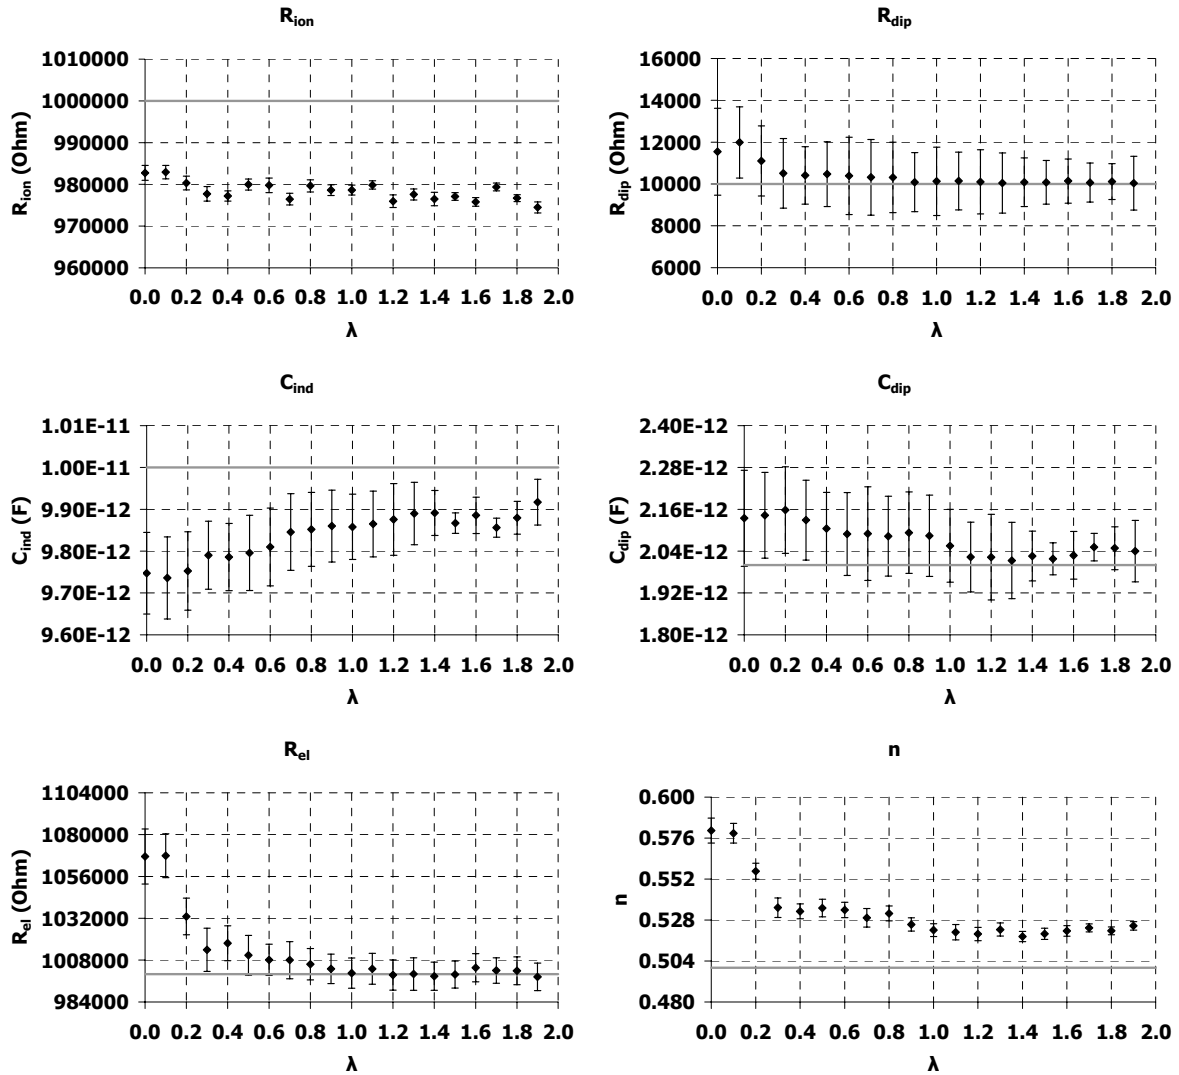 R_ion
1010000
1000000
990000
980000
970000
960000
R_ion (Ohm)
0.0 0.2 0.4 0.6 0.8 1.0 1.2 1.4 1.6 1.8 2.0
λ
R_dip
16000
14000
12000
10000
8000
6000
R_dip (Ohm)
0.0 0.2 0.4 0.6 0.8 1.0 1.2 1.4 1.6 1.8 2.0
λ
C_ind
1.01E-11
1.00E-11
9.90E-12
9.80E-12
9.70E-12
9.60E-12
C_ind (F)
0.0 0.2 0.4 0.6 0.8 1.0 1.2 1.4 1.6 1.8 2.0
λ
C_dip
2.40E-12
2.28E-12
2.16E-12
2.04E-12
1.92E-12
1.80E-12
C_dip (F)
0.0 0.2 0.4 0.6 0.8 1.0 1.2 1.4 1.6 1.8 2.0
λ
R_el
1104000
1080000
1056000
1032000
1008000
984000
R_el (Ohm)
0.0 0.2 0.4 0.6 0.8 1.0 1.2 1.4 1.6 1.8 2.0
λ
n
0.600
0.576
0.552
0.528
0.504
0.480
n
0.0 0.2 0.4 0.6 0.8 1.0 1.2 1.4 1.6 1.8 2.0
λ